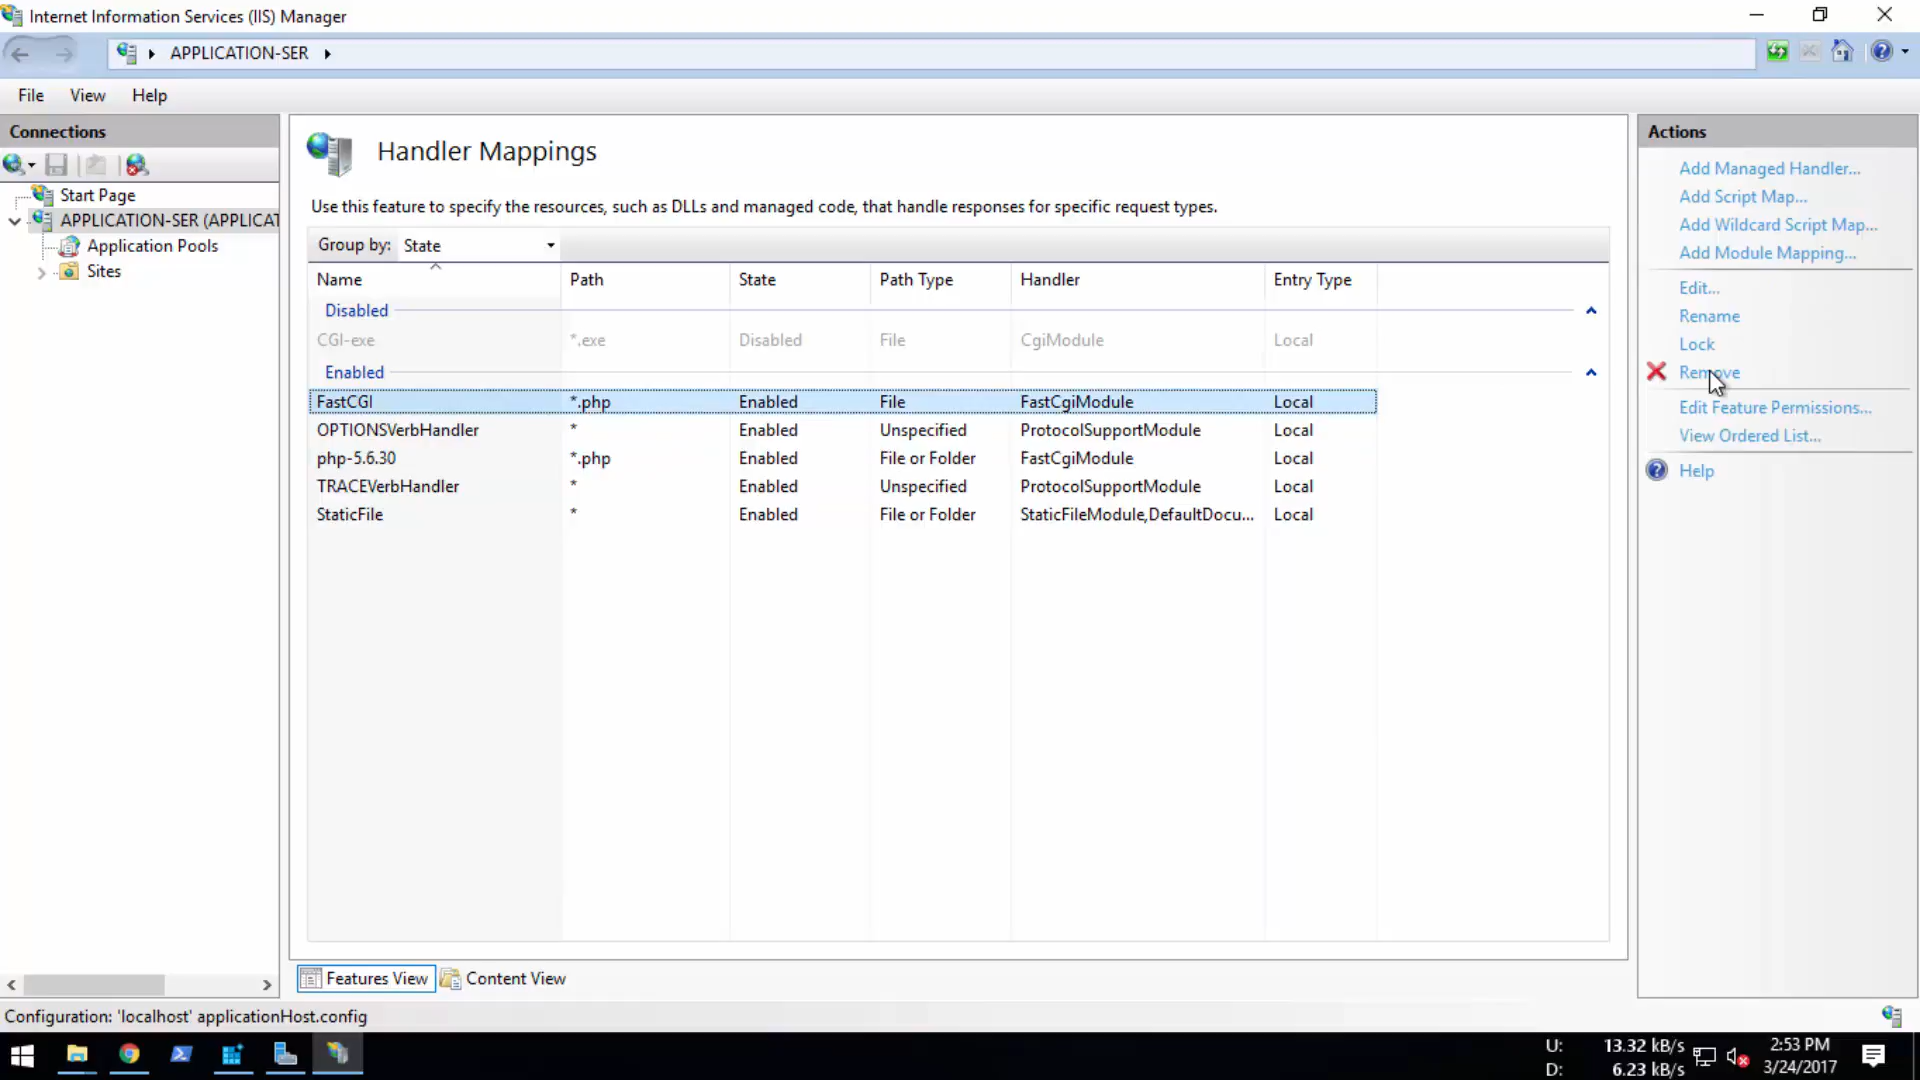 Internet Information Services (IIS) Manager
APPLICATION-SER
File View Help
Connections
Start Page
APPLICATION-SER (APPLICAT
Application Pools
Sites
Handler Mappings
Use this feature to specify the resources, such as DLLs and managed code, that handle responses for specific request types.
Group by: State
Name Path State Path Type Handler Entry Type
Disabled
CGI-exe *.exe Disabled File CgiModule Local
Enabled
FastCGI *.php Enabled File FastCgiModule Local
OPTIONSVerbHandler * Enabled Unspecified ProtocolSupportModule Local
php-5.6.30 *.php Enabled File or Folder FastCgiModule Local
TRACEVerbHandler * Enabled Unspecified ProtocolSupportModule Local
StaticFile * Enabled File or Folder StaticFileModule,DefaultDocu... Local
Features View Content View
Actions
Add Managed Handler...
Add Script Map...
Add Wildcard Script Map...
Add Module Mapping...
Edit...
Rename
Lock
Remove
Edit Feature Permissions...
View Ordered List...
Help
Configuration: 'localhost' applicationHost.config
U: 13.32 kB/s
D: 6.23 kB/s
2:53 PM
3/24/2017